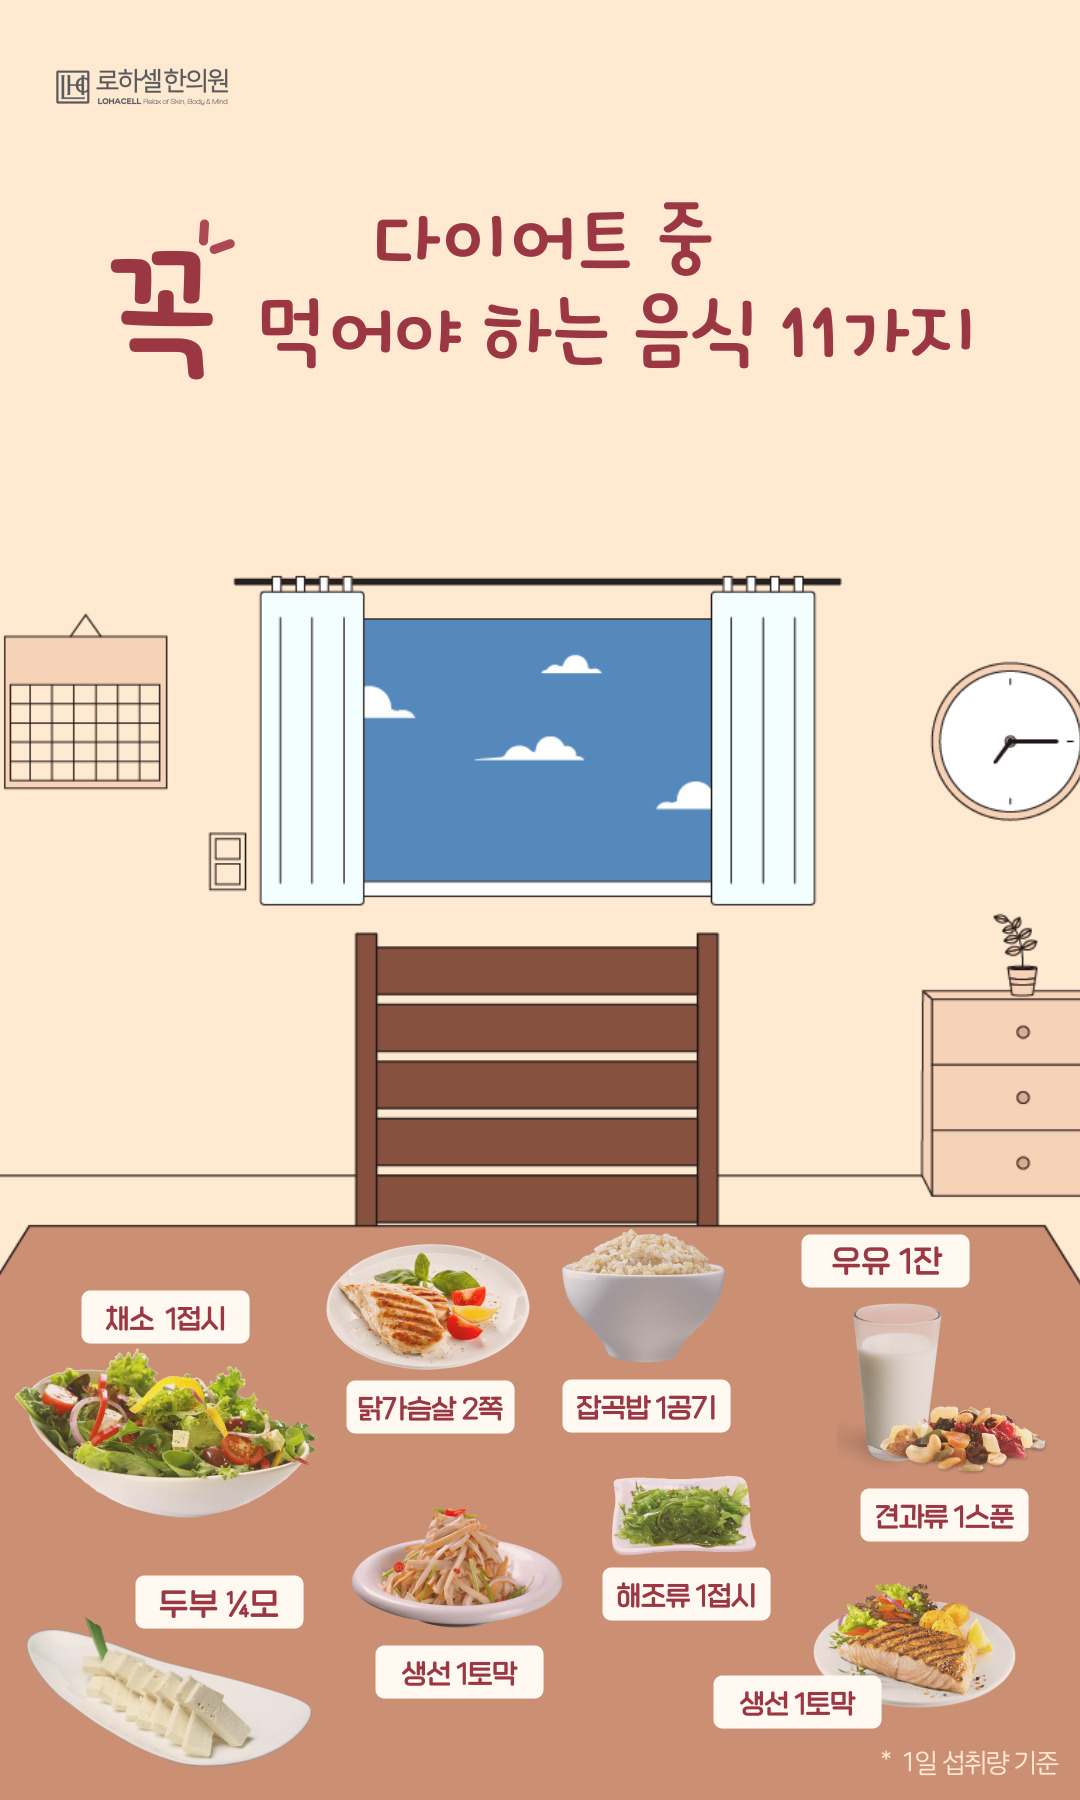 로하셀한의원
LOHACELL Relax of Skin, Body & Mind
다이어트 중
꼭 먹어야 하는 음식 11가지
우유 1잔
채소 1접시
닭가슴살 2쪽
잡곡밥 1공기
견과류 1스푼
두부 ¼모
해조류 1접시
생선 1토막
생선 1토막
* 1일 섭취량 기준